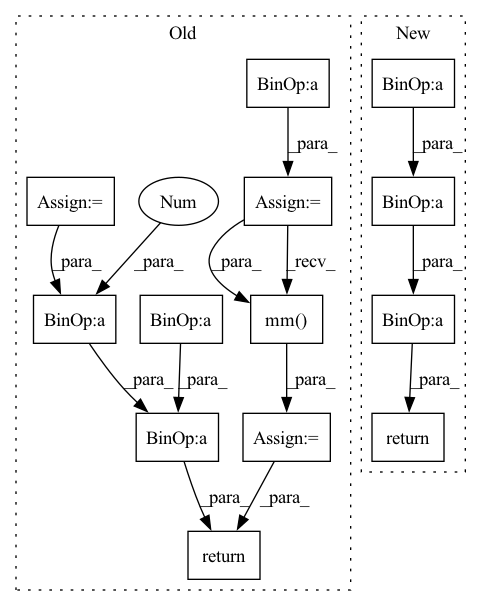 Old
New
BinOp:a
BinOp:a
_para_
_para_
Assign:=
Num
Assign:=
BinOp:a
_para_
_para_
_para_
_recv_
_para_
BinOp:a
BinOp:a
mm()
BinOp:a
_para_
_para_
_para_
_para_
BinOp:a
Assign:=
return
_para_
_para_
return